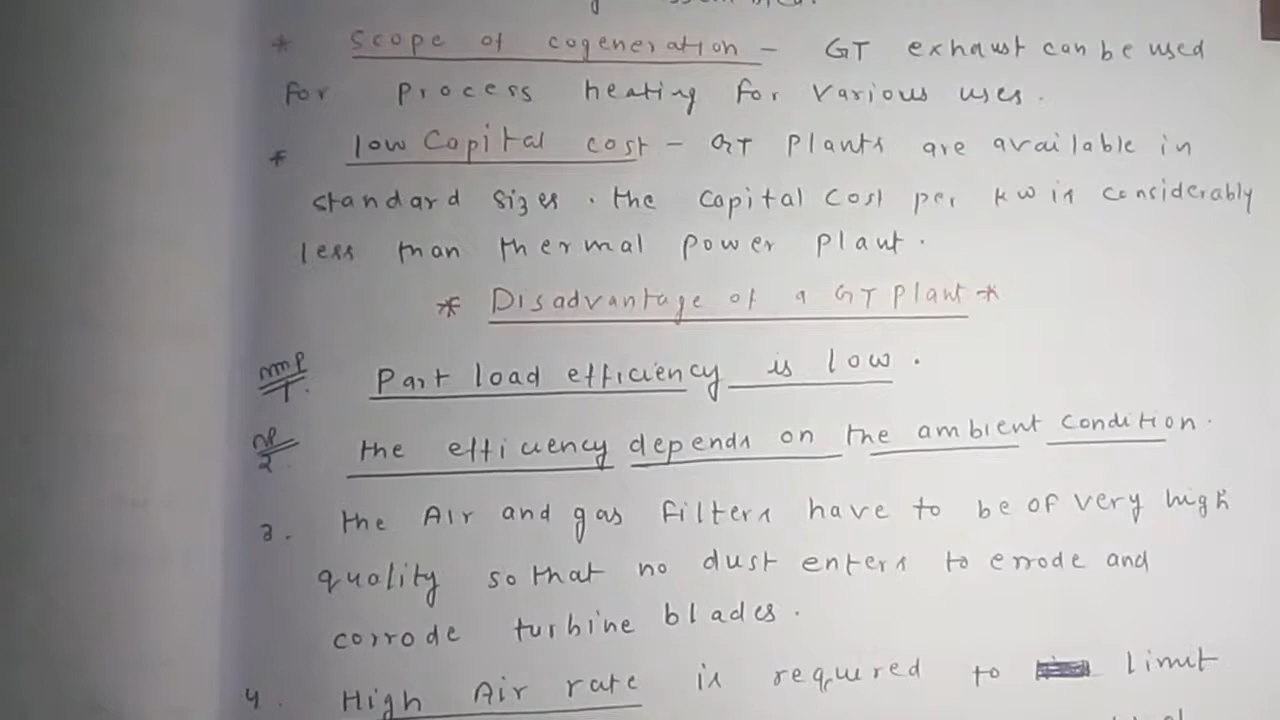 * Scope of cogeneration - GT exhaust can be used
for process heating for various uses.
* low Capital cost - GT plants are available in
standard sizes. the capital cost per kw is considerably
less than thermal power plant.
* Disadvantage of a GT plant *
1. Part load efficiency is low.
2. the efficiency depends on the ambient condition.
3. the Air and gas filters have to be of very high
quality so that no dust enters to errode and
corrode turbine blades.
4. High Air rate is required to limit